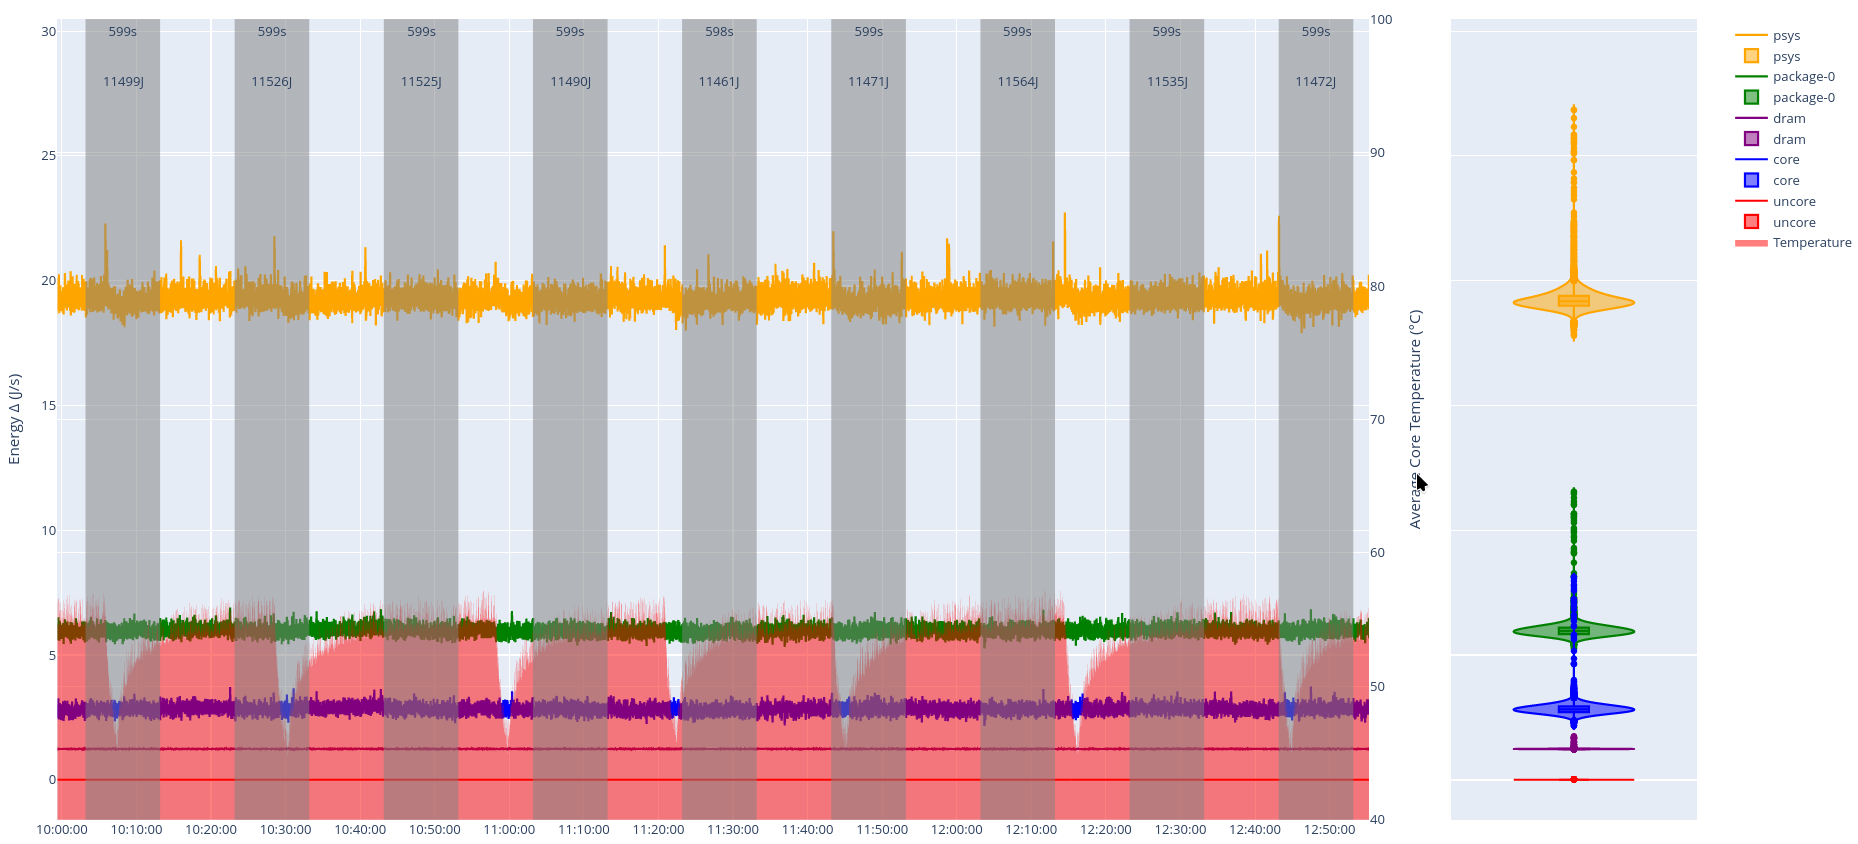 599s 599s 599s 599s 598s 599s 599s 599s 599s
11499J 11526J 11525J 11490J 11461J 11471J 11564J 11535J 11472J
30
25
20
15
10
5
0
Energy Δ (J/s)
10:00:00 10:10:00 10:20:00 10:30:00 10:40:00 10:50:00 11:00:00 11:10:00 11:20:00 11:30:00 11:40:00 11:50:00 12:00:00 12:10:00 12:20:00 12:30:00 12:40:00 12:50:00
100
90
80
70
60
50
40
Average Core Temperature (°C)
psys
psys
package-0
package-0
dram
dram
core
core
uncore
uncore
Temperature